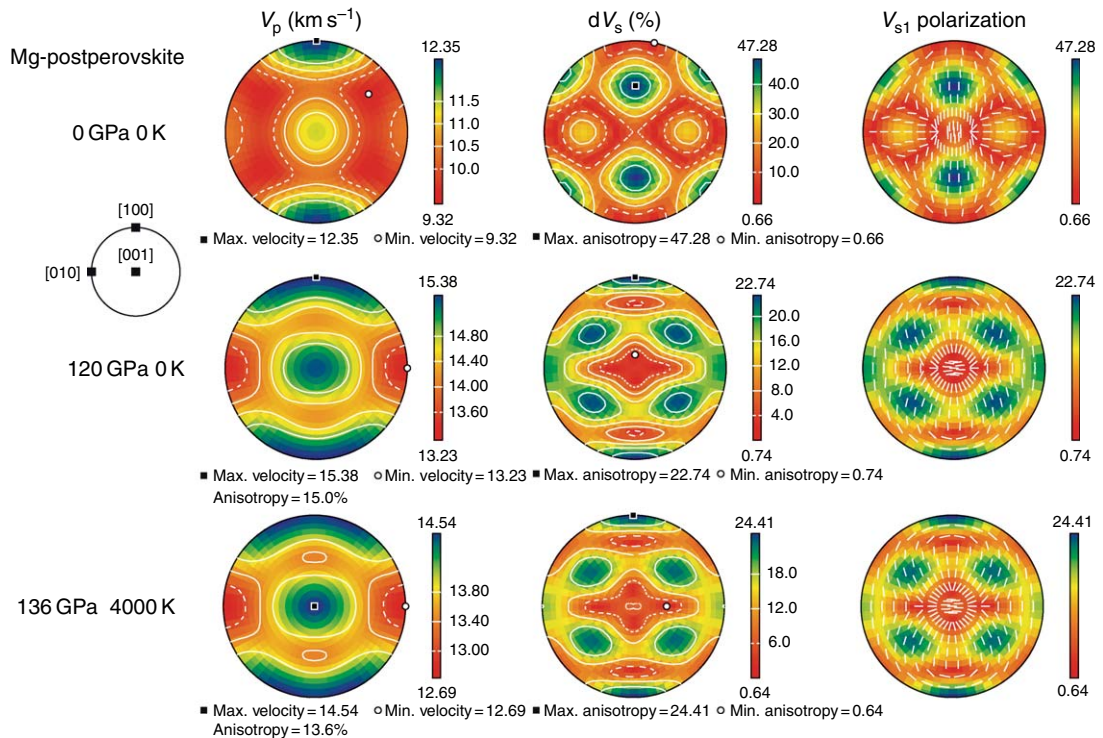 V_p (km s⁻¹) dV_s (%) V_s1 polarization
Mg-postperovskite
12.35 47.28 47.28
11.5 40.0
11.0 30.0
0 GPa 0 K
10.5 20.0
10.0 10.0
9.32 0.66 0.66
Max. velocity = 12.35 Min. velocity = 9.32 Max. anisotropy = 47.28 Min. anisotropy = 0.66
[100]
[001]
[010]
15.38 22.74 22.74
14.80 20.0
16.0
14.40 12.0
120 GPa 0 K
14.00 8.0
13.60 4.0
13.23 0.74 0.74
Max. velocity = 15.38 Min. velocity = 13.23 Max. anisotropy = 22.74 Min. anisotropy = 0.74
Anisotropy = 15.0%
14.54 24.41 24.41
13.80 18.0
136 GPa 4000 K
13.40 12.0
13.00 6.0
12.69 0.64 0.64
Max. velocity = 14.54 Min. velocity = 12.69 Max. anisotropy = 24.41 Min. anisotropy = 0.64
Anisotropy = 13.6%